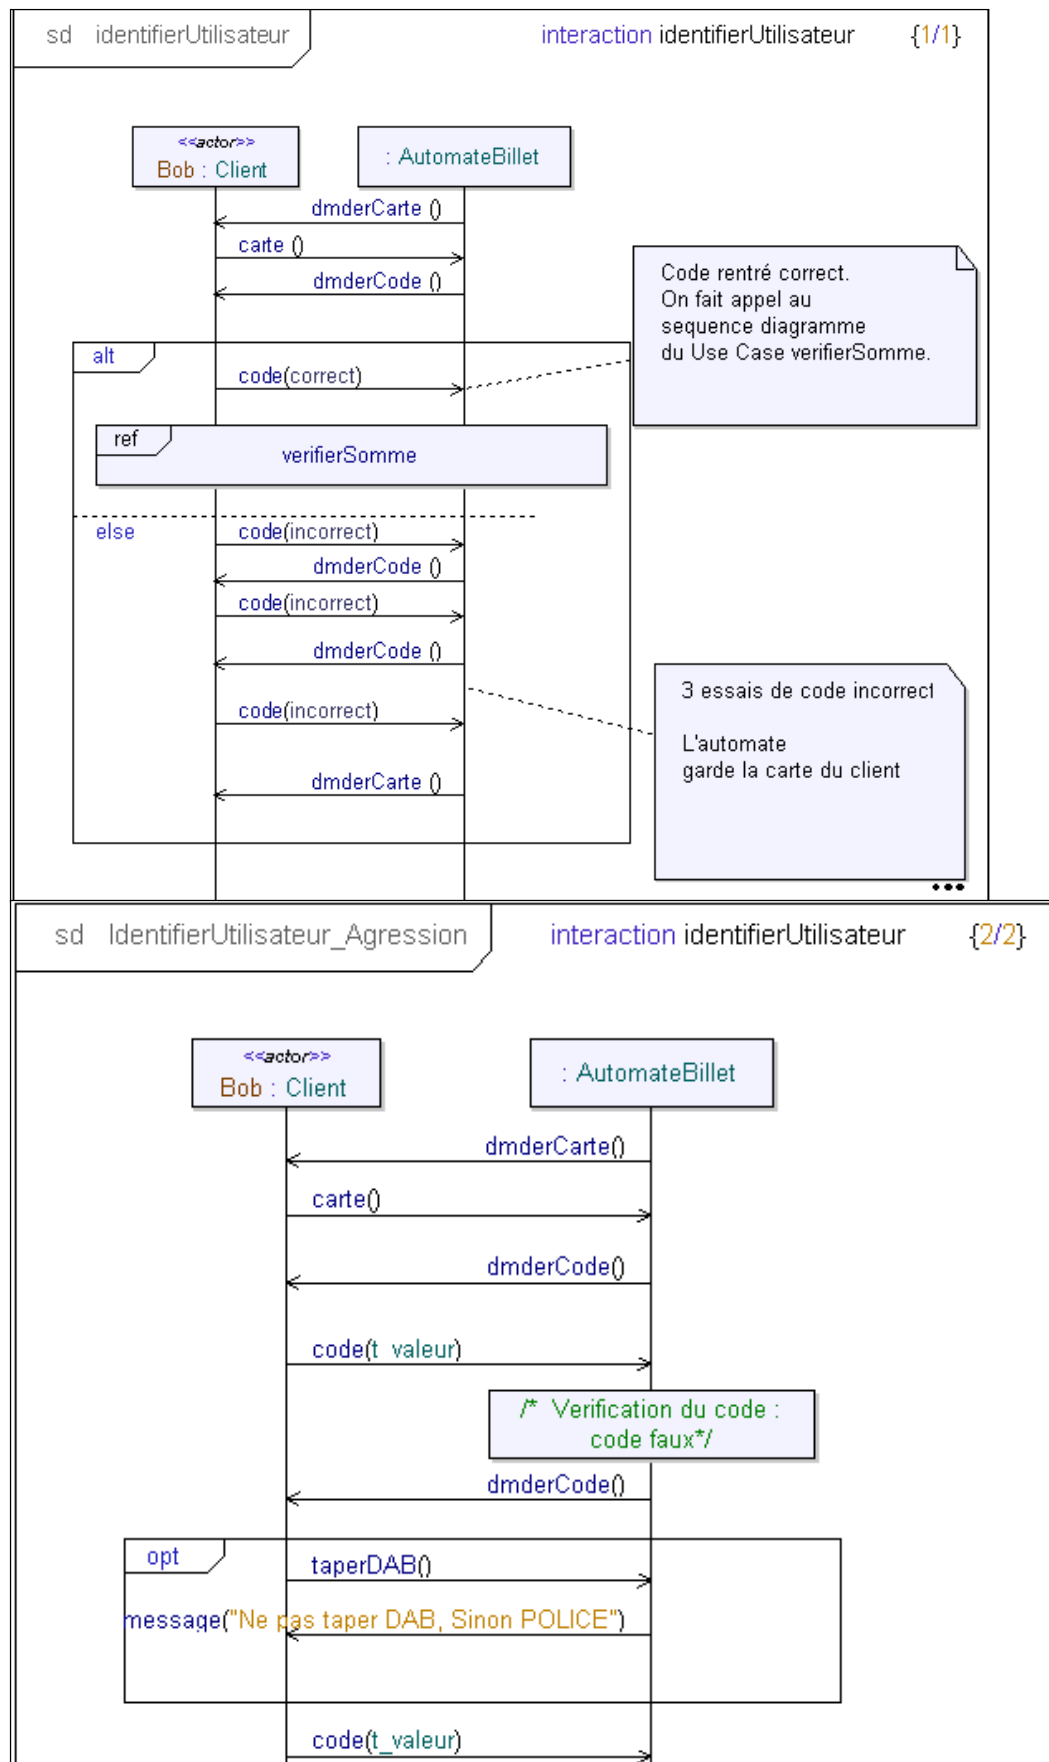 sd identifierUtilisateur
interaction identifierUtilisateur {1/1}
<<actor>>
Bob : Client
: AutomateBillet
dmderCarte ()
carte ()
dmderCode ()
Code rentré correct.
On fait appel au
sequence diagramme
du Use Case verifierSomme.
alt
code(correct)
ref
verifierSomme
else
code(incorrect)
dmderCode ()
code(incorrect)
dmderCode ()
3 essais de code incorrect
code(incorrect)
L'automate
garde la carte du client
dmderCarte ()
sd IdentifierUtilisateur_Agression
interaction identifierUtilisateur {2/2}
<<actor>>
Bob : Client
: AutomateBillet
dmderCarte()
carte()
dmderCode()
code(t_valeur)
/* Verification du code :
code faux*/
dmderCode()
opt
taperDAB()
message("Ne pas taper DAB, Sinon POLICE")
code(t_valeur)